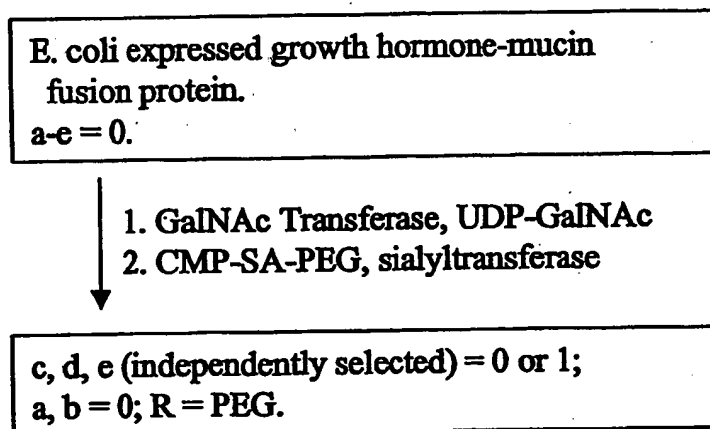 E. coli expressed growth hormone-mucin
fusion protein.
a-e = 0.
1. GalNAc Transferase, UDP-GalNAc
2. CMP-SA-PEG, sialyltransferase
c, d, e (independently selected) = 0 or 1;
a, b = 0; R = PEG.